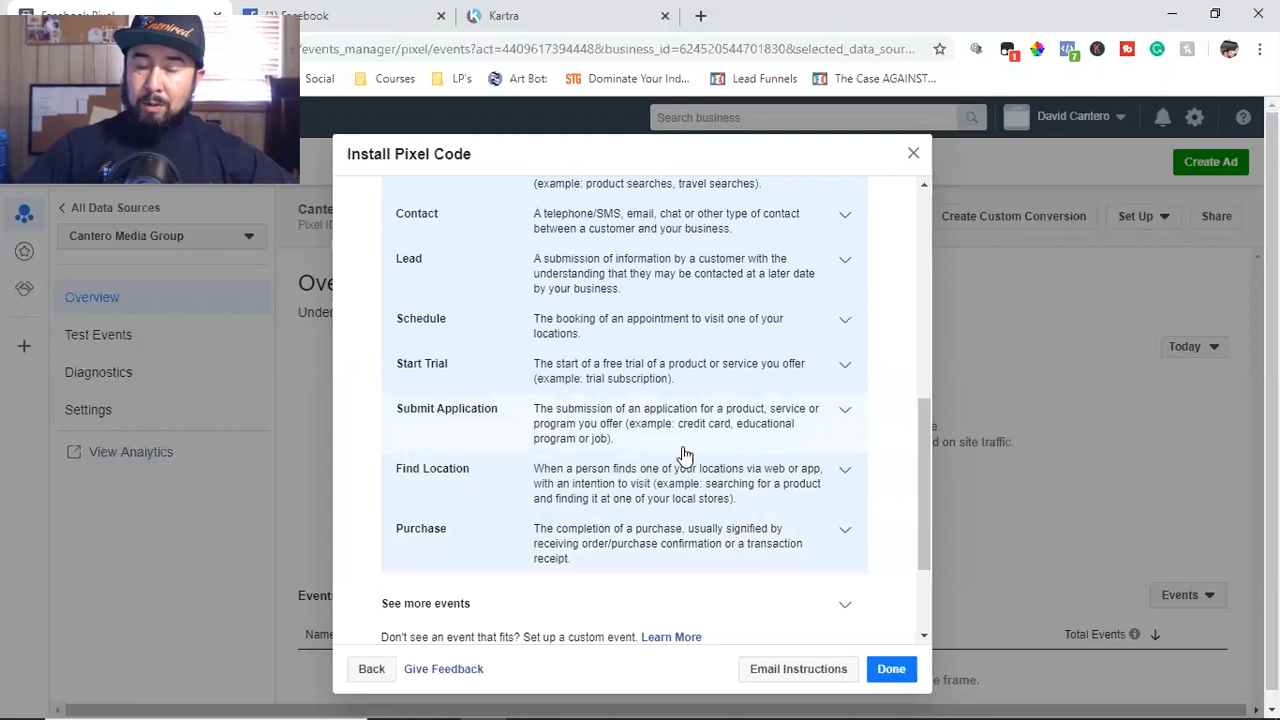 Facebook
Kartra
/events_manager/pixel/events?act=
ur...
Social
Courses
LP's
Art Bot:
STG
Dominate
and...
Lead Funnels
The Case AGAINST...
Inspired
Search business
David Cantero
Install Pixel Code
Create Ad
All Data Sources
Cantero Media Group
Create Custom Conversion
Set Up
Share
Overview
Test Events
Diagnostics
Settings
View Analytics
Today
(example: product searches, travel searches).
Contact
A telephone/SMS, email, chat or other type of contact
between a customer and your business.
Lead
A submission of information by a customer with the
understanding that they may be contacted at a later date
by your business.
Schedule
The booking of an appointment to visit one of your
locations.
Start Trial
The start of a free trial of a product or service you offer
(example: trial subscription).
Submit Application
The submission of an application for a product, service or
program you offer (example: credit card, educational
program or job).
Find Location
When a person finds one of your locations via web or app,
with an intention to visit (example: searching for a product
and finding it at one of your local stores).
Purchase
The completion of a purchase, usually signified by
receiving order/purchase confirmation or a transaction
receipt.
See more events
Don't see an event that fits? Set up a custom event. Learn More
d on site traffic.
Events
Total Events
Back
Give Feedback
Email Instructions
Done
e frame.